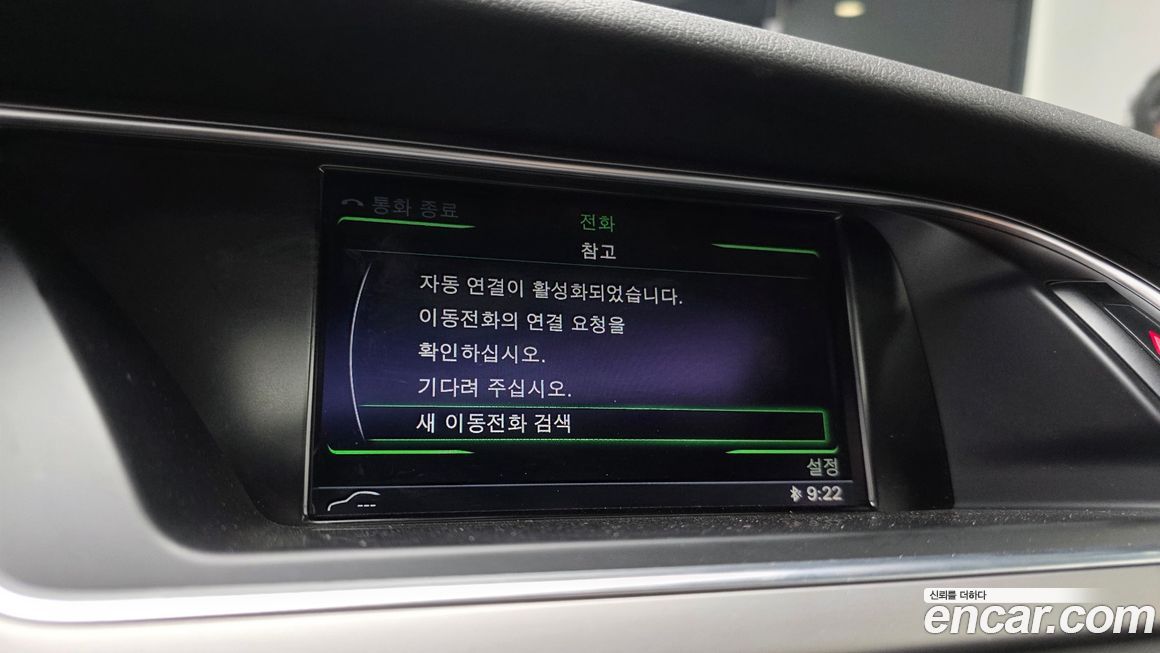 통화 종료
전화
참고
자동 연결이 활성화되었습니다.
이동전화의 연결 요청을
확인하십시오.
기다려 주십시오.
새 이동전화 검색
설정
9:22
신뢰를 더하다
encar.com